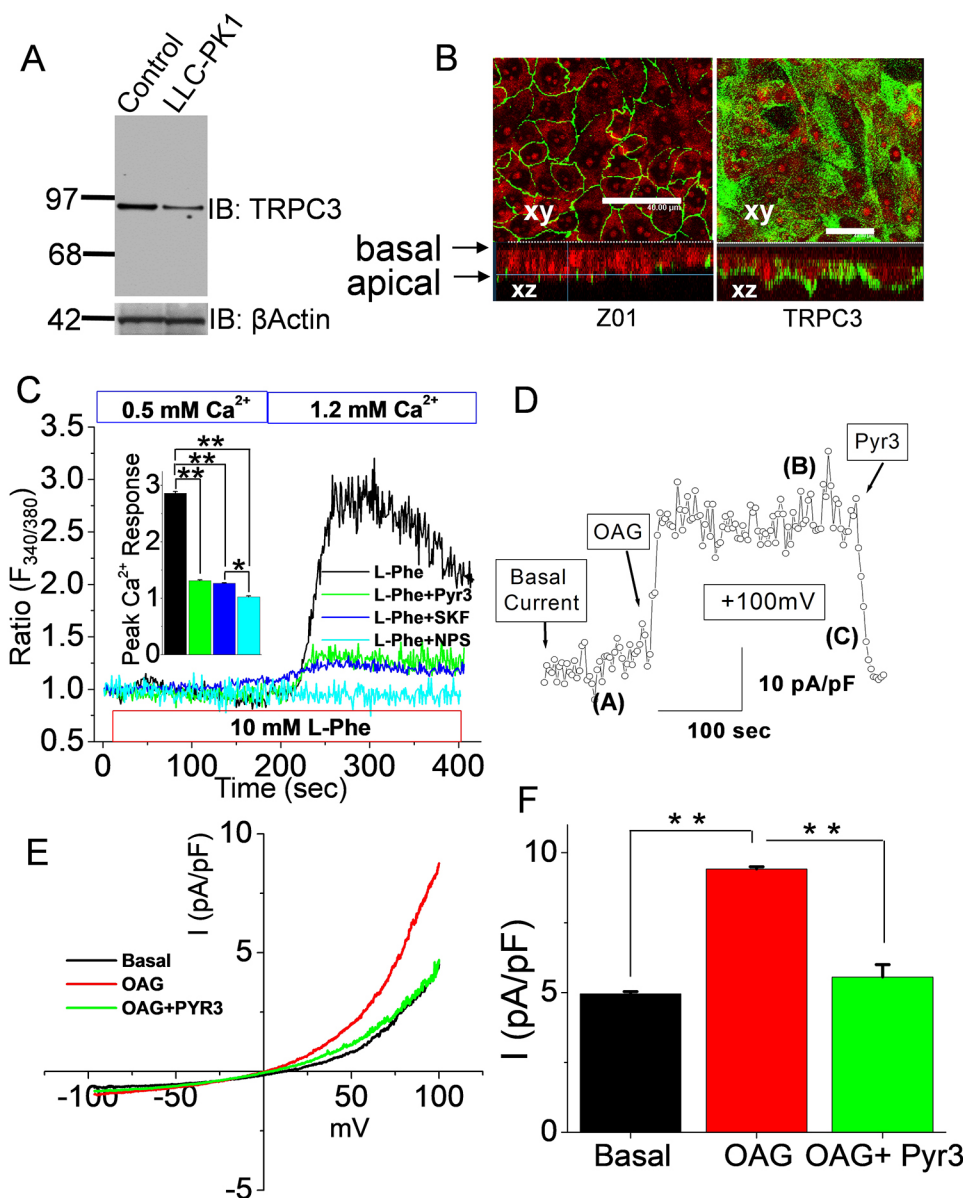 A
Control
LLC-PK1
97
IB: TRPC3
68
42
IB: βActin
B
xy
40.00 µm
xy
basal
apical
xz
xz
Z01
TRPC3
C
0.5 mM Ca²⁺
1.2 mM Ca²⁺
3.5
3.0
2.5
2.0
1.5
1.0
0.5
Ratio (F340/380)
Peak Ca²⁺ Response
3
2
1
0
**
**
**
*
L-Phe
L-Phe+Pyr3
L-Phe+SKF
L-Phe+NPS
10 mM L-Phe
0 100 200 300 400
Time (sec)
D
(B)
Pyr3
OAG
Basal
Current
+100mV
(C)
(A)
10 pA/pF
100 sec
E
10
I (pA/pF)
5
Basal
OAG
OAG+PYR3
-100 -50 50 100
mV
-5
F
** **
10
5
0
I (pA/pF)
Basal OAG OAG+ Pyr3